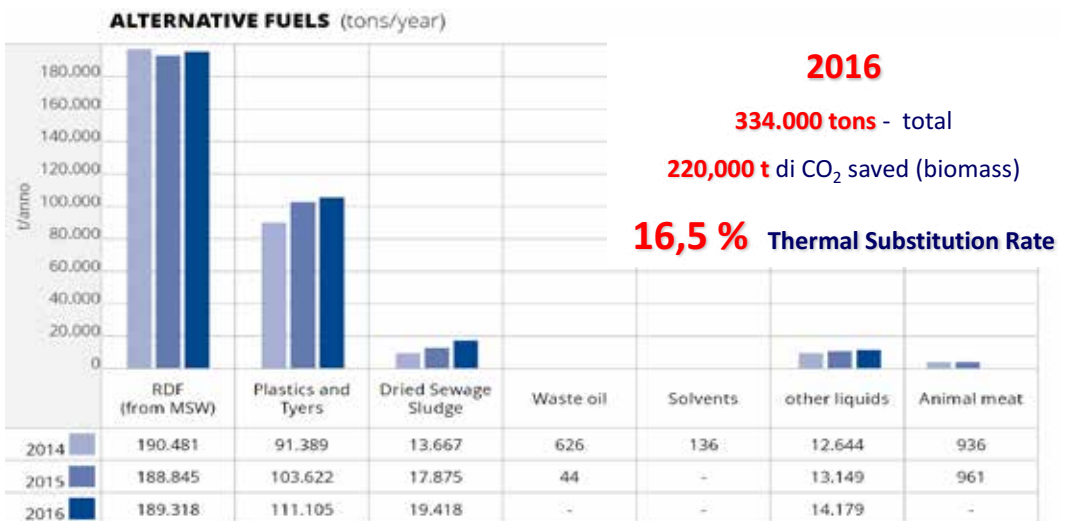 ALTERNATIVE FUELS (tons/year)
2016
334.000 tons - total
220,000 t di CO2 saved (biomass)
16,5 % Thermal Substitution Rate
t/anno
180.000
160.000
140.000
120.000
100.000
80.000
60.000
40.000
20.000
0
RDF (from MSW)
Plastics and Tyers
Dried Sewage Sludge
Waste oil
Solvents
other liquids
Animal meat
2014 190.481 91.389 13.667 626 136 12.644 936
2015 188.845 103.622 17.875 44 - 13.149 961
2016 189.318 111.105 19.418 - - 14.179 -